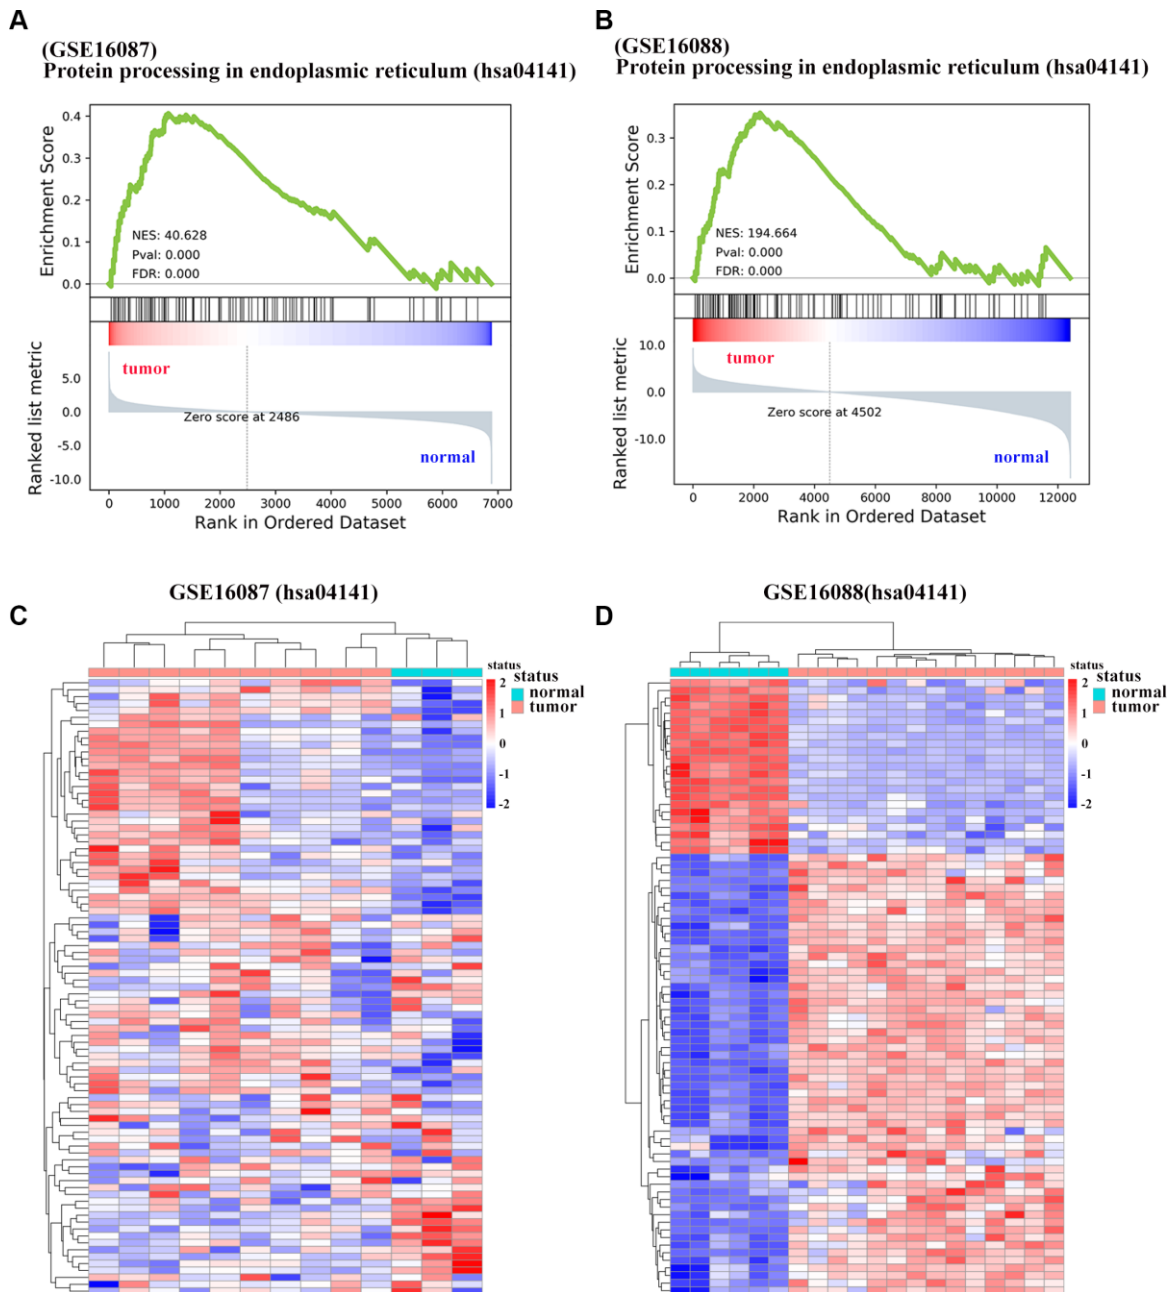 A
(GSE16087)
Protein processing in endoplasmic reticulum (hsa04141)
Enrichment Score
0.4
0.3
0.2
0.1
0.0
NES: 40.628
Pval: 0.000
FDR: 0.000
tumor
Ranked list metric
5.0
0.0
-5.0
-10.0
Zero score at 2486
normal
0 1000 2000 3000 4000 5000 6000 7000
Rank in Ordered Dataset
B
(GSE16088)
Protein processing in endoplasmic reticulum (hsa04141)
Enrichment Score
0.3
0.2
0.1
0.0
NES: 194.664
Pval: 0.000
FDR: 0.000
tumor
Ranked list metric
10.0
0.0
-10.0
Zero score at 4502
normal
0 2000 4000 6000 8000 10000 12000
Rank in Ordered Dataset
C
GSE16087 (hsa04141)
status
2
1
0
-1
-2
status
normal
tumor
D
GSE16088(hsa04141)
status
2
1
0
-1
-2
status
normal
tumor